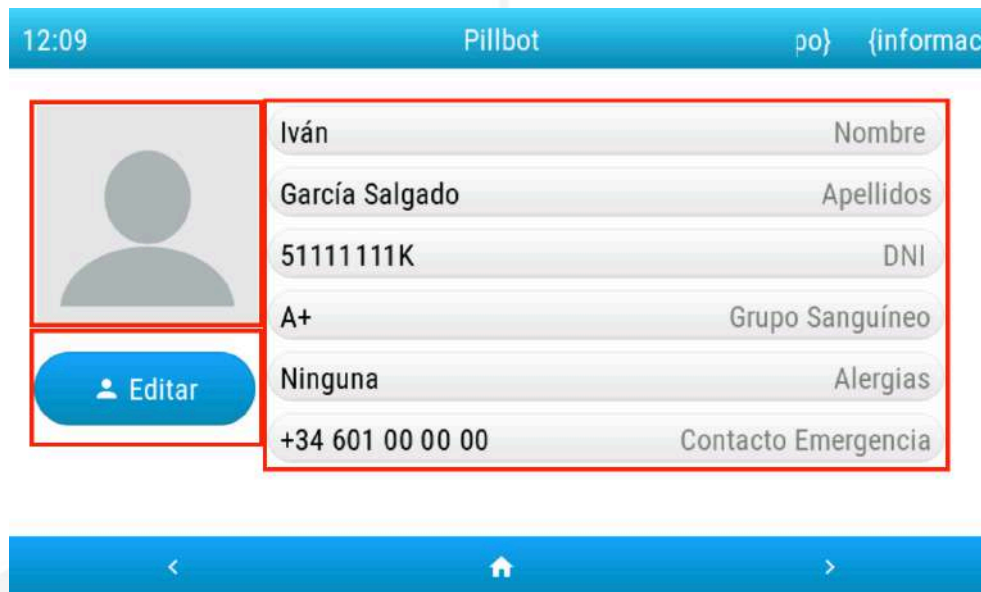 12:09 Pillbot po} {informac
Iván Nombre
García Salgado Apellidos
51111111K DNI
A+ Grupo Sanguíneo
Editar
Ninguna Alergias
+34 601 00 00 00 Contacto Emergencia